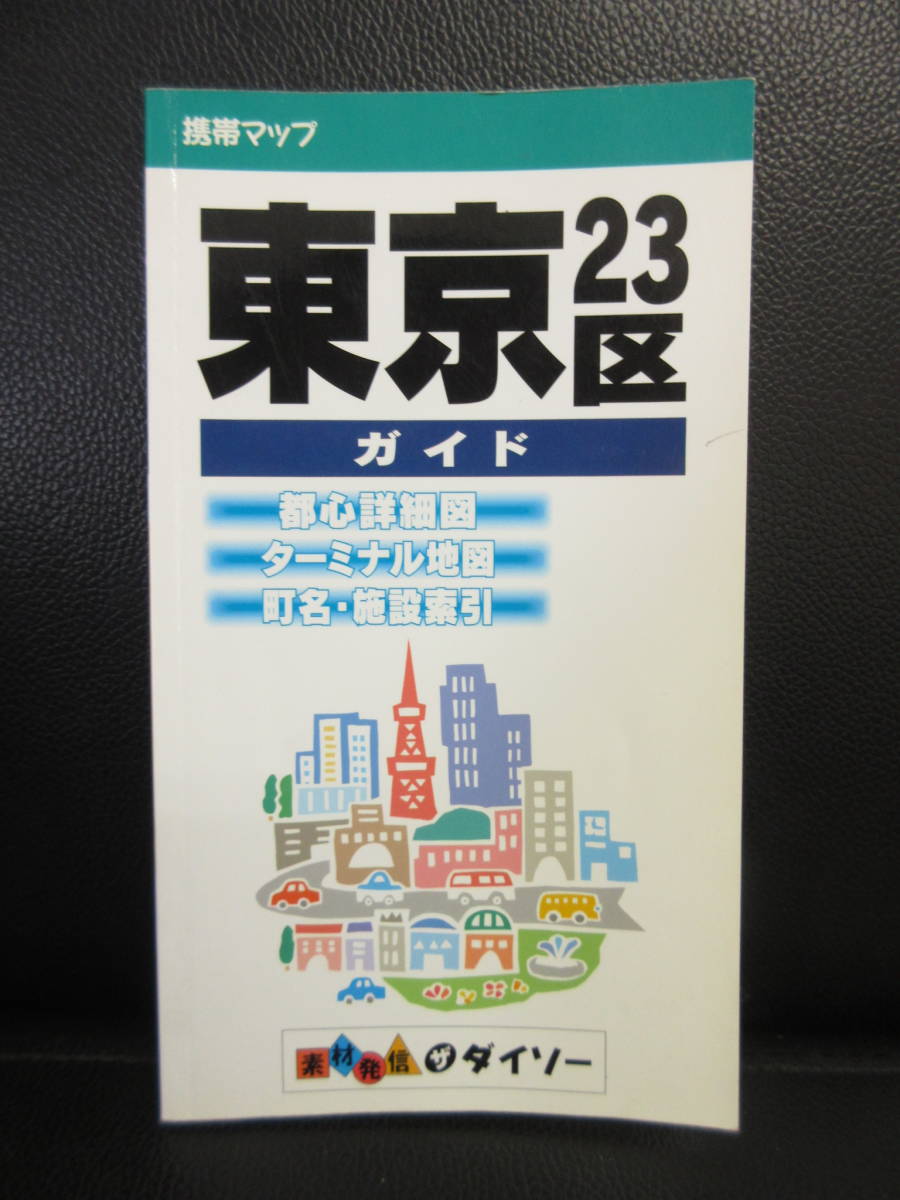 携帯マップ
東京23区
ガイド
都心詳細図
ターミナル地図
町名・施設索引
素材発信 ザ ダイソー